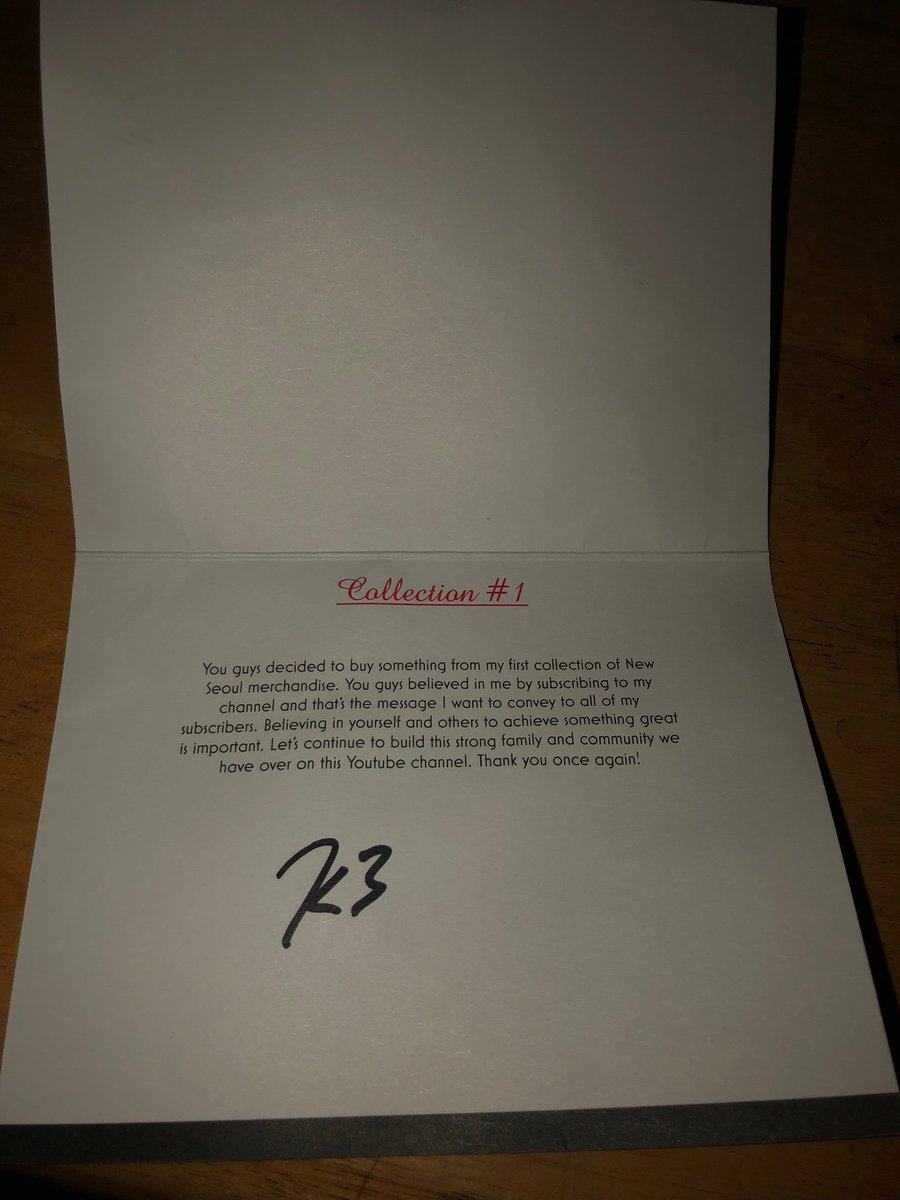 Collection #1
You guys decided to buy something from my first collection of New
Seoul merchandise. You guys believed in me by subscribing to my
channel and that's the message I want to convey to all of my
subscribers. Believing in yourself and others to achieve something great
is important. Let's continue to build this strong family and community we
have over on this Youtube channel. Thank you once again!
K3